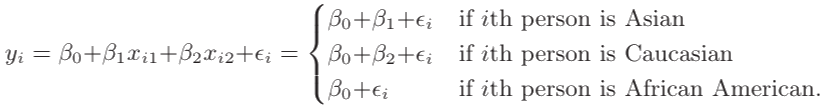 β₀+β₁+ϵᵢ if ith person is Asian
yᵢ = β₀+β₁xᵢ₁+β₂xᵢ₂+ϵᵢ = { β₀+β₂+ϵᵢ if ith person is Caucasian
β₀+ϵᵢ if ith person is African American.